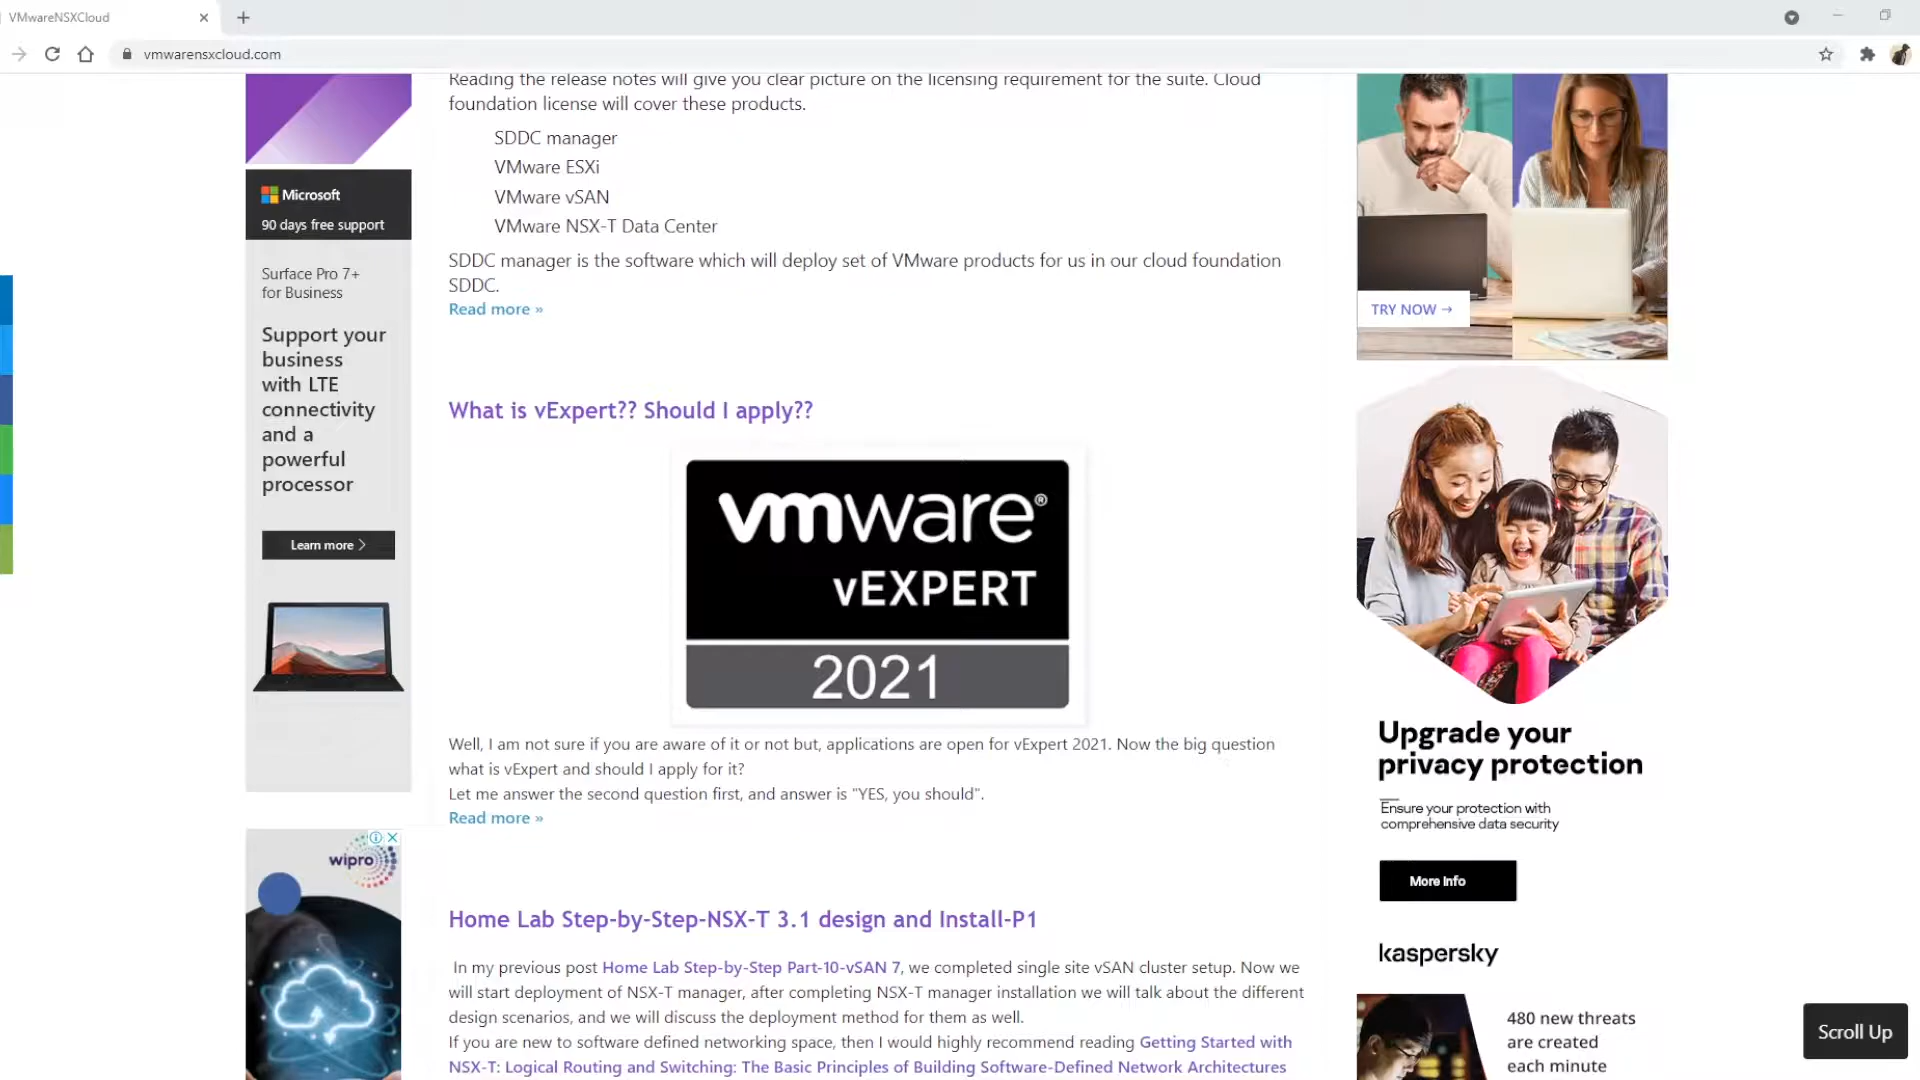 VMwareNSXCloud
vmwarensxcloud.com
Reading the release notes will give you clear picture on the licensing requirement for the suite. Cloud
foundation license will cover these products.
SDDC manager
VMware ESXi
VMware vSAN
VMware NSX-T Data Center
SDDC manager is the software which will deploy set of VMware products for us in our cloud foundation
SDDC.
Read more »
What is vExpert?? Should I apply??
vmware®
vEXPERT
2021
Well, I am not sure if you are aware of it or not but, applications are open for vExpert 2021. Now the big question
what is vExpert and should I apply for it?
Let me answer the second question first, and answer is "YES, you should".
Read more »
Home Lab Step-by-Step-NSX-T 3.1 design and Install-P1
In my previous post Home Lab Step-by-Step Part-10-vSAN 7, we completed single site vSAN cluster setup. Now we
will start deployment of NSX-T manager, after completing NSX-T manager installation we will talk about the different
design scenarios, and we will discuss the deployment method for them as well.
If you are new to software defined networking space, then I would highly recommend reading Getting Started with
NSX-T: Logical Routing and Switching: The Basic Principles of Building Software-Defined Network Architectures
Microsoft
90 days free support
Surface Pro 7+
for Business
Support your
business
with LTE
connectivity
and a
powerful
processor
Learn more >
wipro
TRY NOW →
Upgrade your
privacy protection
Ensure your protection with
comprehensive data security
More Info
kaspersky
480 new threats
are created
each minute
Scroll Up